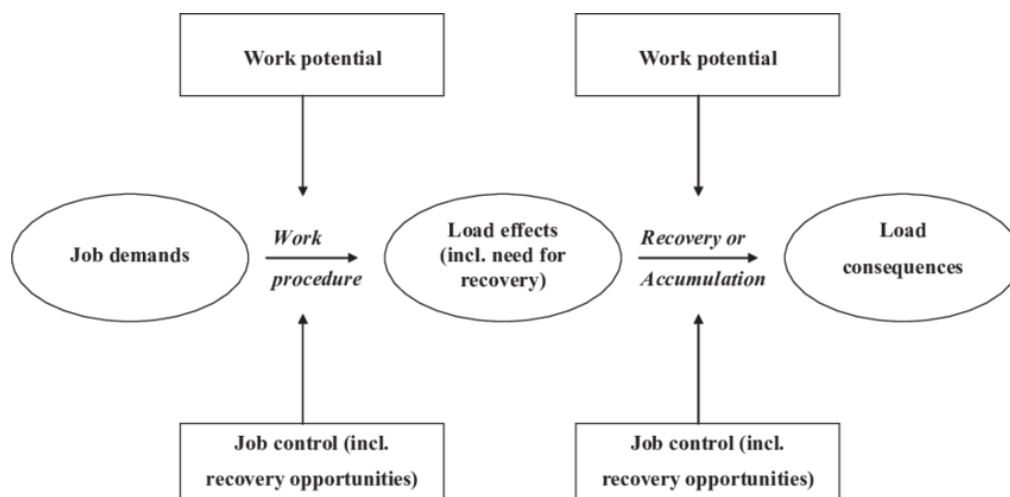 Work potential
Work potential
Job demands
Work
procedure
Load effects
(incl. need for
recovery)
Recovery or
Accumulation
Load
consequences
Job control (incl.
recovery opportunities)
Job control (incl.
recovery opportunities)